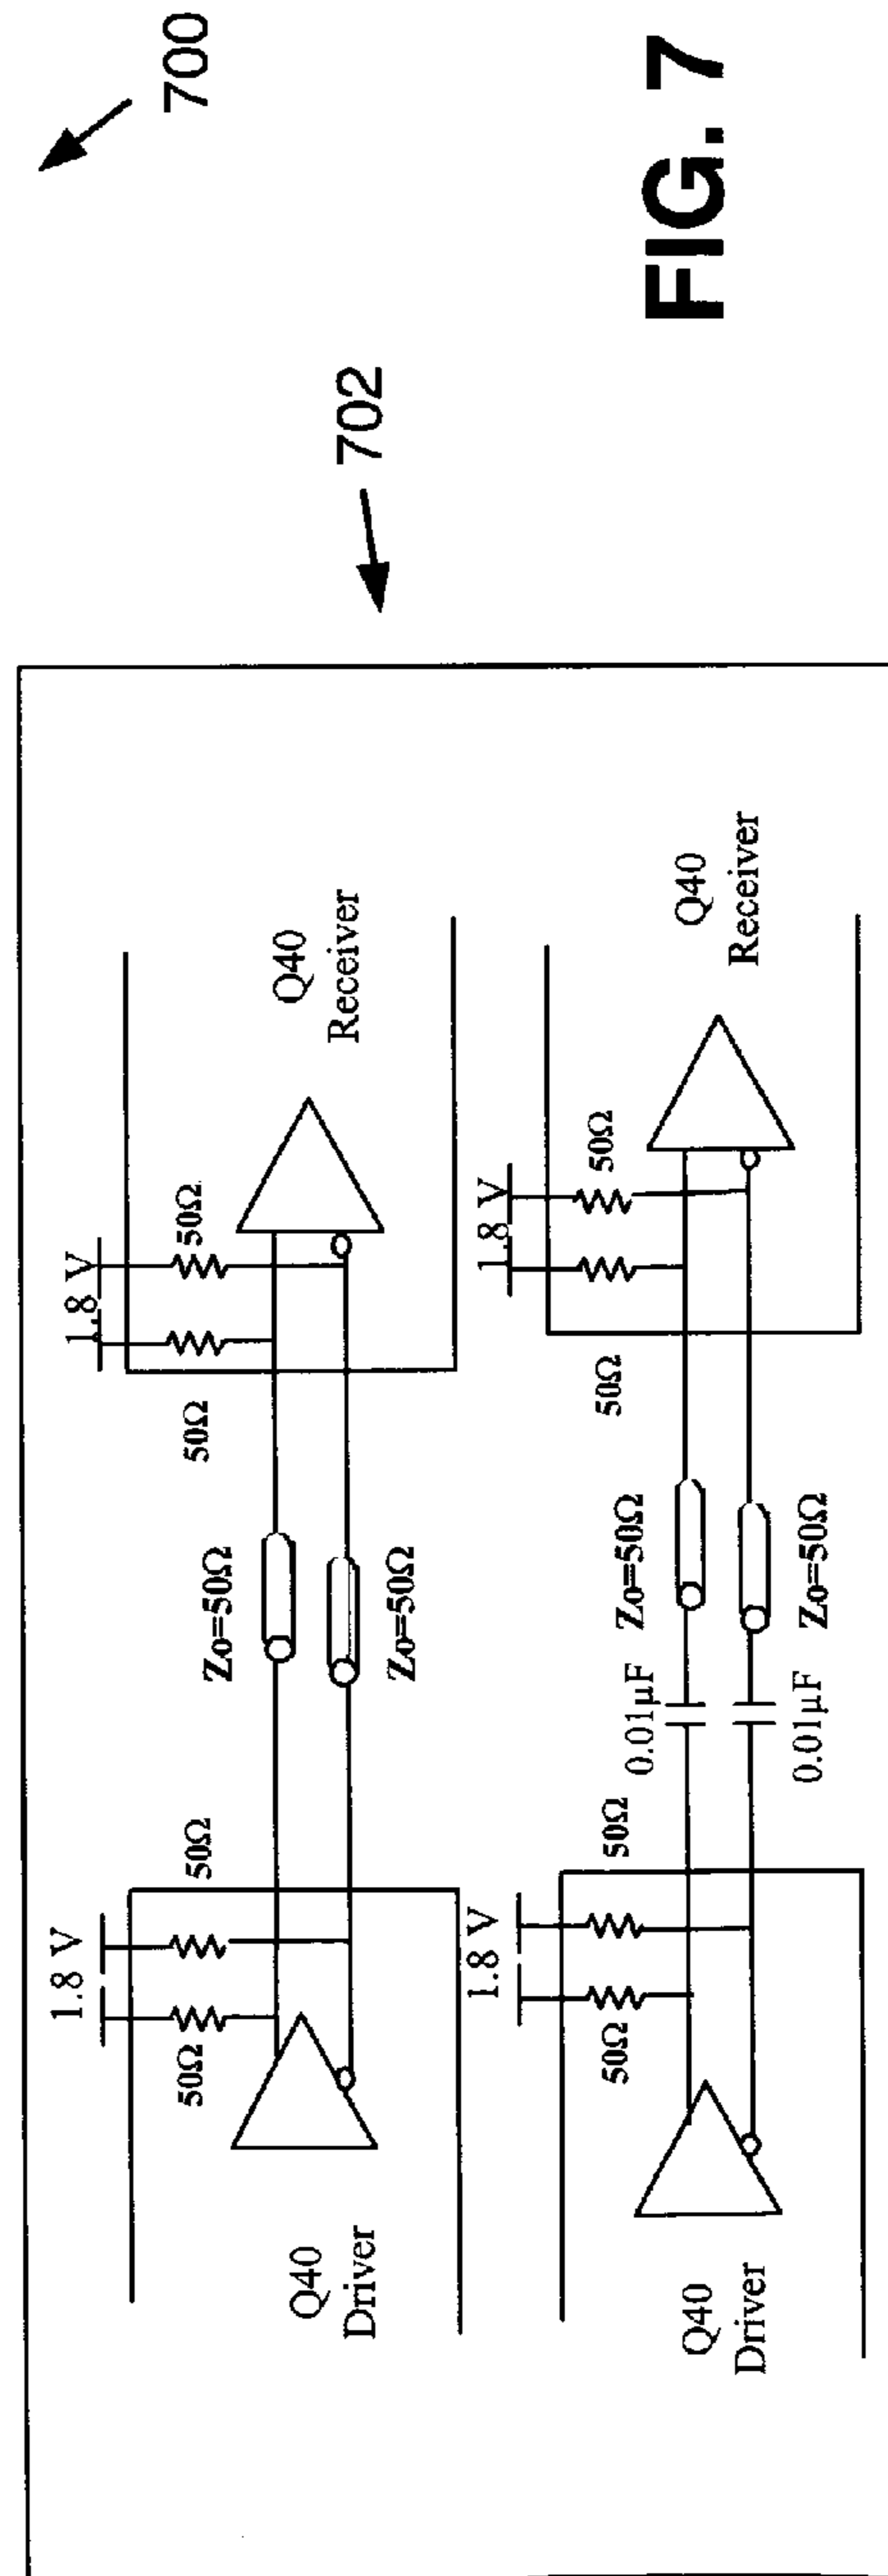 700
702
FIG. 7
1.8 V
50Ω
50Ω
Q40
Driver
Zo=50Ω
Zo=50Ω
1.8 V
50Ω
50Ω
Q40
Receiver
1.8 V
50Ω
50Ω
Q40
Driver
0.01µF
0.01µF
Zo=50Ω
Zo=50Ω
1.8 V
50Ω
50Ω
Q40
Receiver